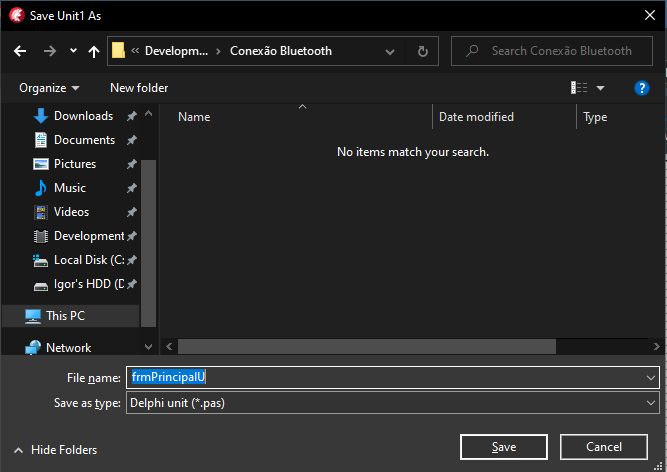 Save Unit1 As
Developm... Conexão Bluetooth
Search Conexão Bluetooth
Organize New folder
Name Date modified Type
No items match your search.
Downloads
Documents
Pictures
Music
Videos
Development
Local Disk (C:
Igor's HDD (D
This PC
Network
File name: frmPrincipalU
Save as type: Delphi unit (*.pas)
Hide Folders Save Cancel